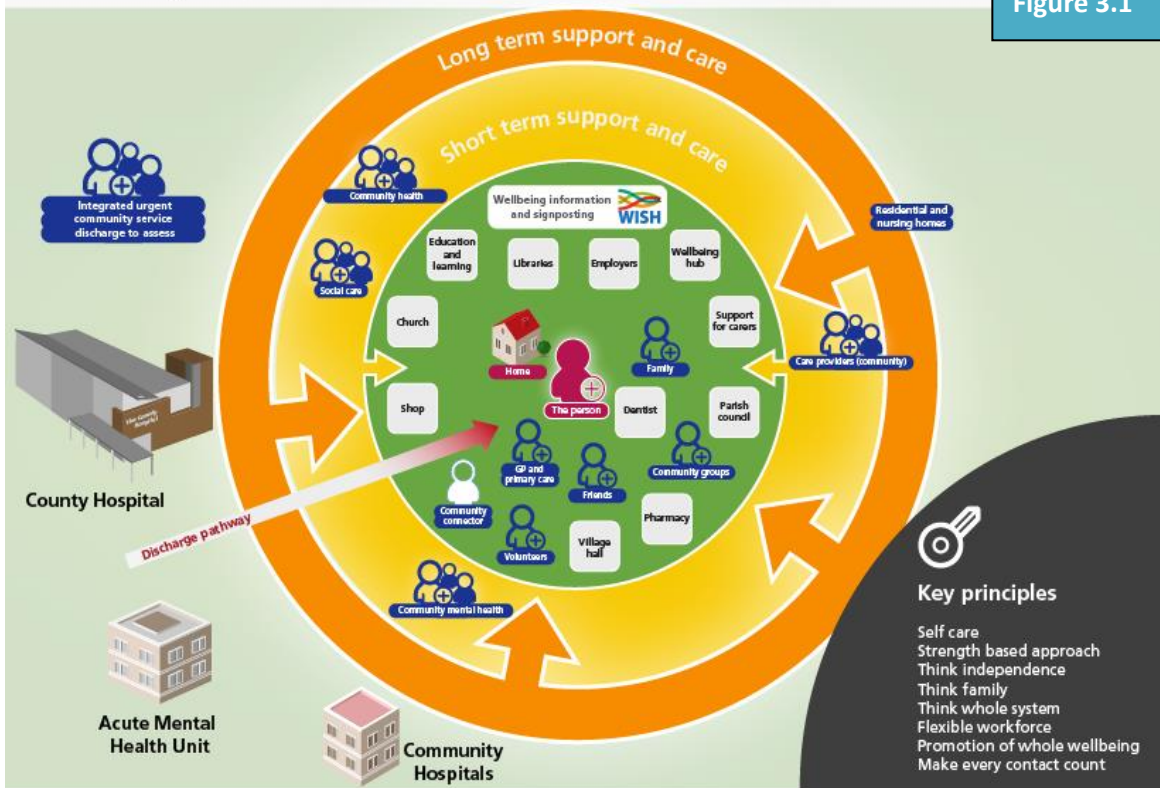 Figure 3.1
Long term support and care
Short term support and care
Integrated urgent
community service
discharge to assess
Community health
Social care
Wellbeing information
and signposting
WISH
Residential and
nursing homes
Education
and
learning
Libraries
Employers
Wellbeing
hub
Church
Support
for carers
Home
Family
Care providers (community)
Shop
The person
Dentist
Parish
council
GP and
primary care
Friends
Community groups
Community
connector
Volunteers
Village
hall
Pharmacy
County Hospital
Discharge pathway
Community mental health
Acute Mental
Health Unit
Community
Hospitals
Key principles
Self care
Strength based approach
Think independence
Think family
Think whole system
Flexible workforce
Promotion of whole wellbeing
Make every contact count